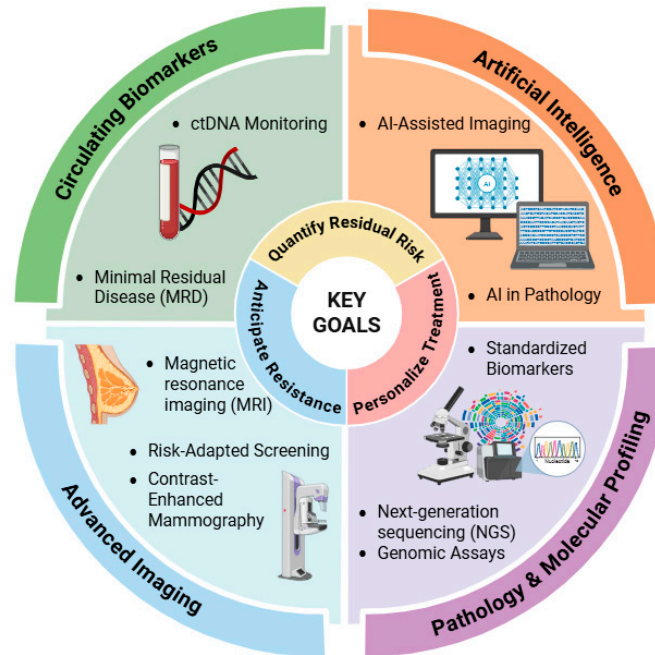 Circulating Biomarkers
• ctDNA Monitoring
• Minimal Residual
Disease (MRD)
Artificial Intelligence
• AI-Assisted Imaging
AI
• AI in Pathology
Quantify Residual Risk
Anticipate Resistance
Personalize Treatment
KEY
GOALS
• Magnetic
resonance
imaging (MRI)
• Risk-Adapted Screening
• Contrast-
Enhanced
Mammography
Advanced Imaging
• Standardized
Biomarkers
Nucleotide
• Next-generation
sequencing (NGS)
• Genomic Assays
Pathology & Molecular Profiling